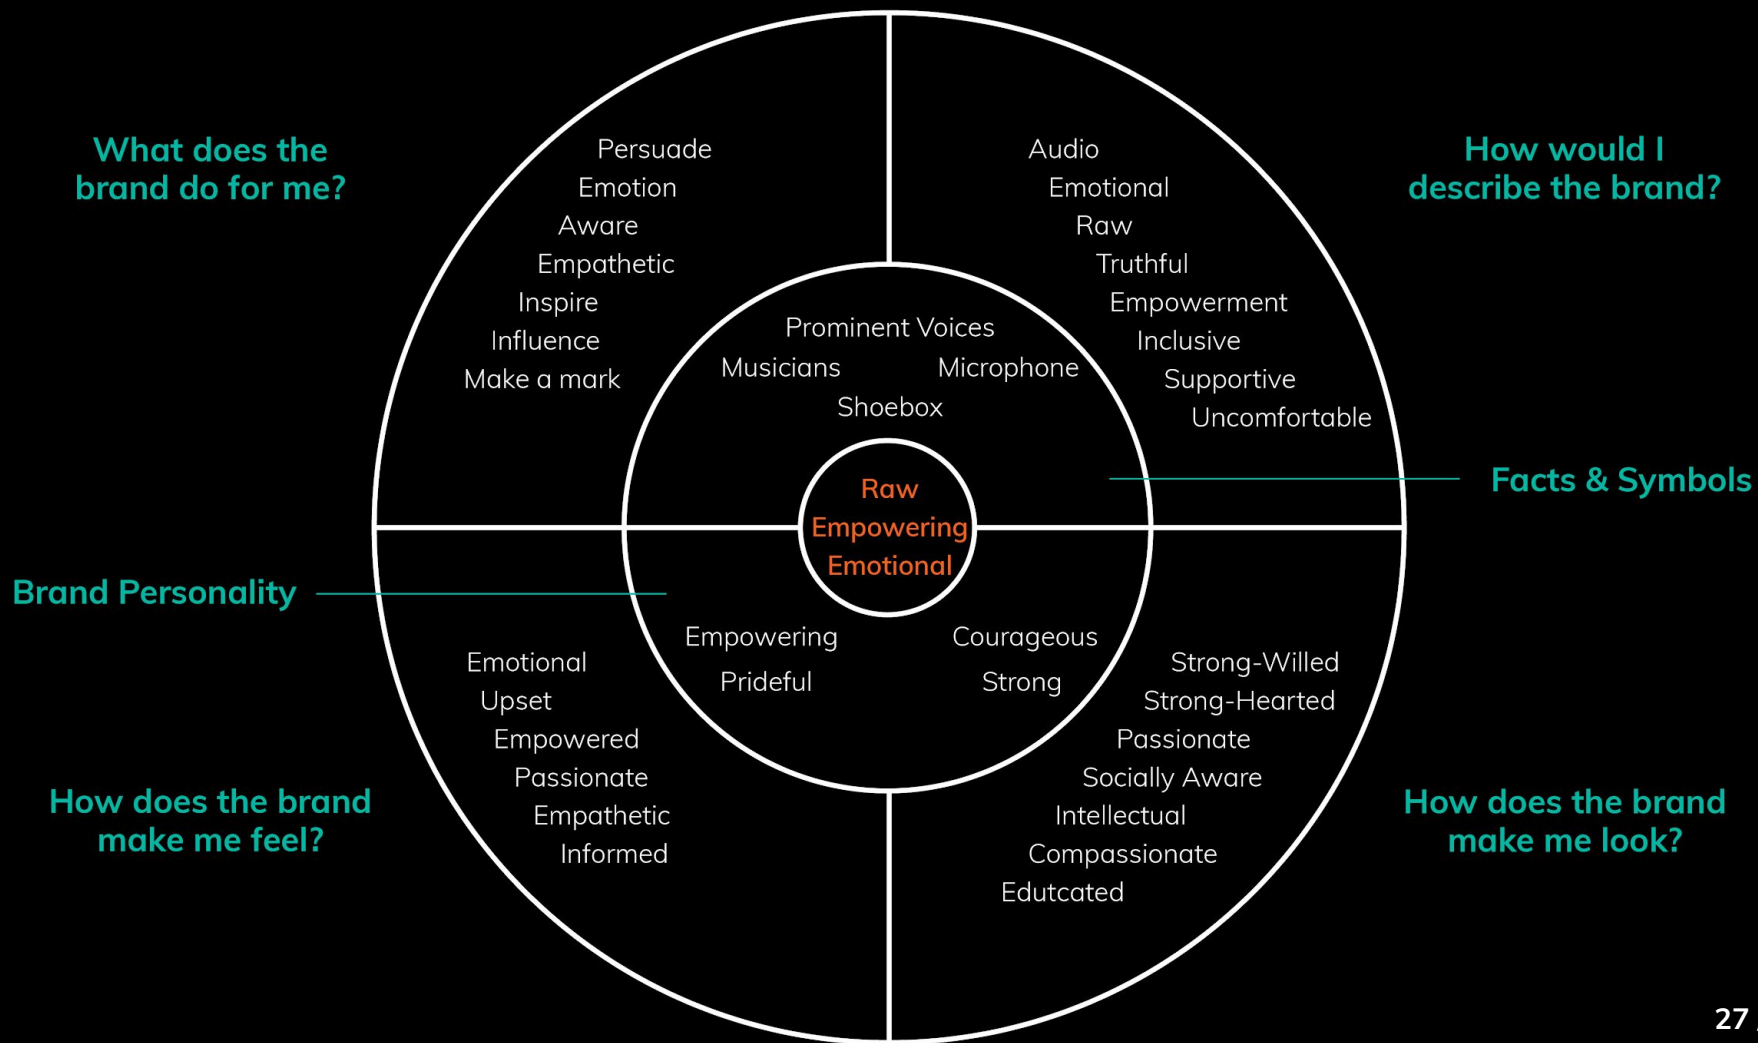 What does the
brand do for me?
Persuade
Emotion
Aware
Empathetic
Inspire
Influence
Make a mark
How would I
describe the brand?
Audio
Emotional
Raw
Truthful
Empowerment
Inclusive
Supportive
Uncomfortable
Prominent Voices
Musicians Microphone
Shoebox
Facts & Symbols
Raw
Empowering
Emotional
Brand Personality
Empowering Courageous
Prideful Strong
How does the brand
make me feel?
Emotional
Upset
Empowered
Passionate
Empathetic
Informed
How does the brand
make me look?
Strong-Willed
Strong-Hearted
Passionate
Socially Aware
Intellectual
Compassionate
Edutcated
27